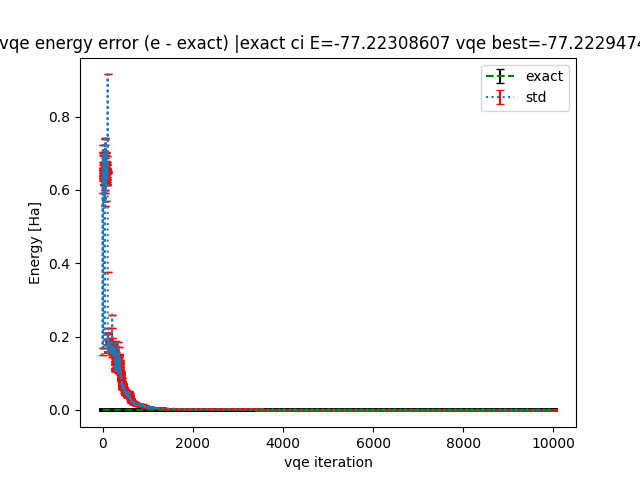 vqe energy error (e - exact) |exact ci E=-77.22308607 vqe best=-77.2229474
exact
std
0.8
0.6
0.4
0.2
0.0
Energy [Ha]
0 2000 4000 6000 8000 10000
vqe iteration